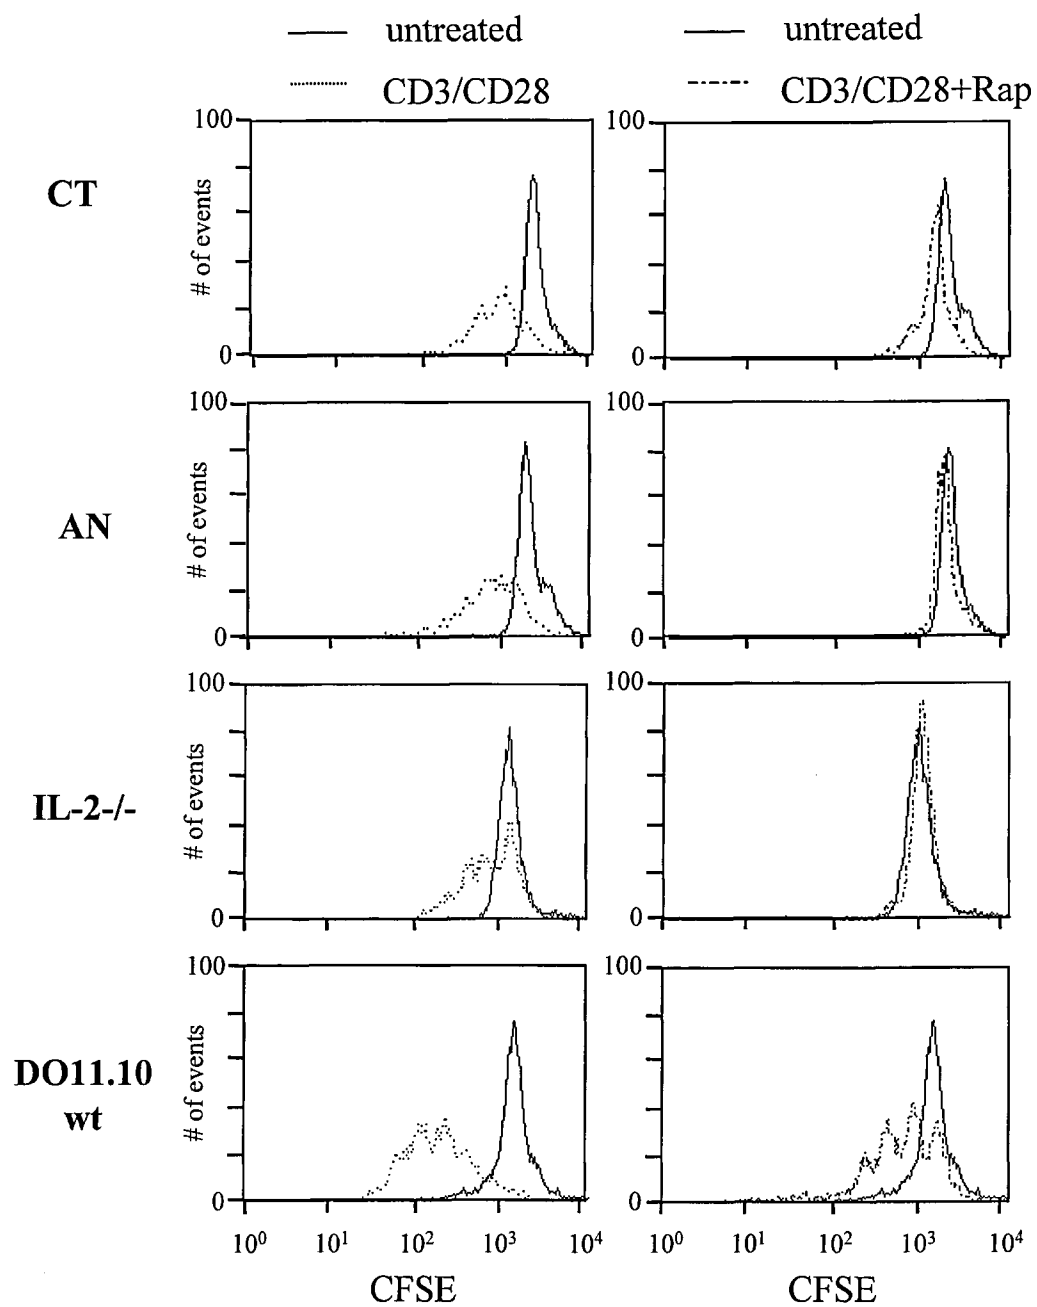 untreated untreated
CD3/CD28 CD3/CD28+Rap
100 100
CT
# of events
0 0
100 100
AN
# of events
0 0
100 100
IL-2-/-
# of events
0 0
100 100
DO11.10
wt
# of events
0 0
10⁰ 10¹ 10² 10³ 10⁴ 10⁰ 10¹ 10² 10³ 10⁴
CFSE CFSE